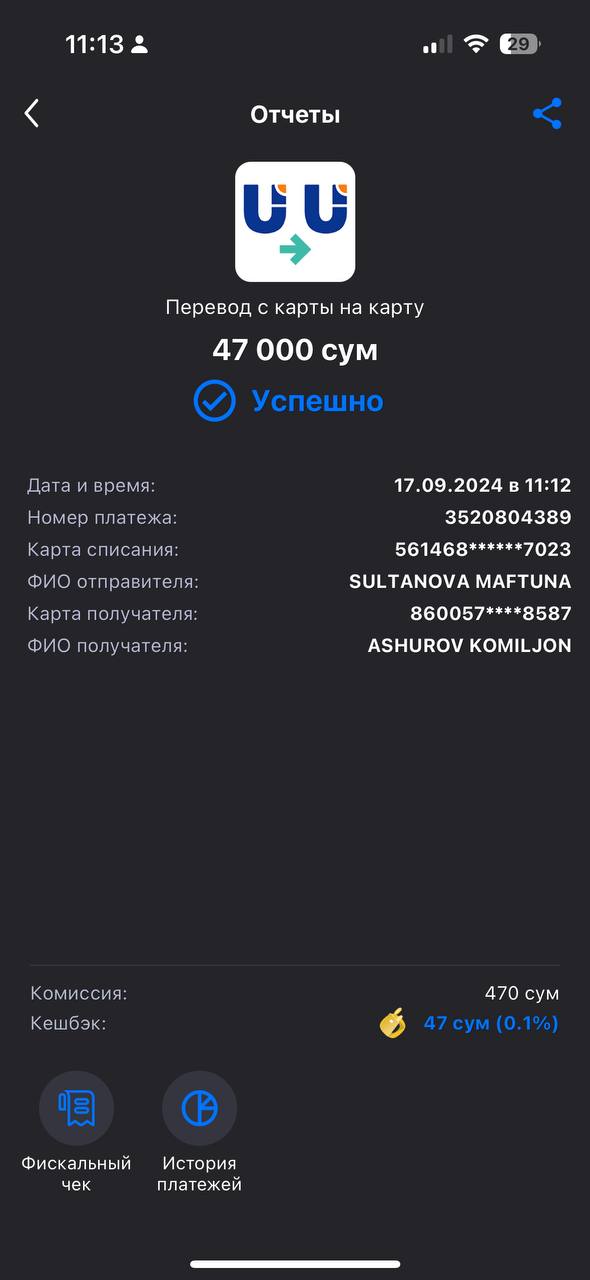 11:13
29
Отчеты
Перевод с карты на карту
47 000 сум
Успешно
Дата и время: 17.09.2024 в 11:12
Номер платежа: 3520804389
Карта списания: 561468******7023
ФИО отправителя: SULTANOVA MAFTUNA
Карта получателя: 860057****8587
ФИО получателя: ASHUROV KOMILJON
Комиссия: 470 сум
Кешбэк: 47 сум (0.1%)
Фискальный
чек
История
платежей